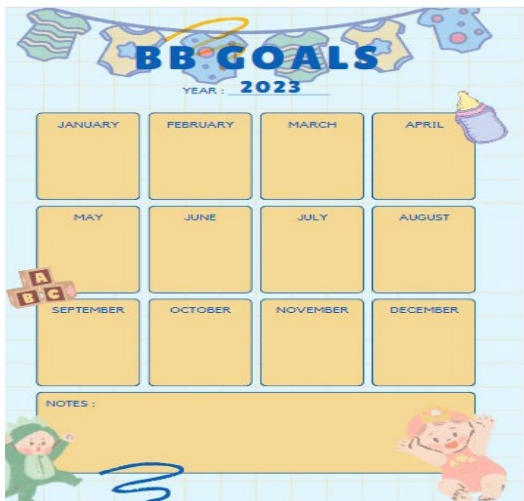 BB GOALS
YEAR : 2023
JANUARY FEBRUARY MARCH APRIL
MAY JUNE JULY AUGUST
A
B C
SEPTEMBER OCTOBER NOVEMBER DECEMBER
NOTES :